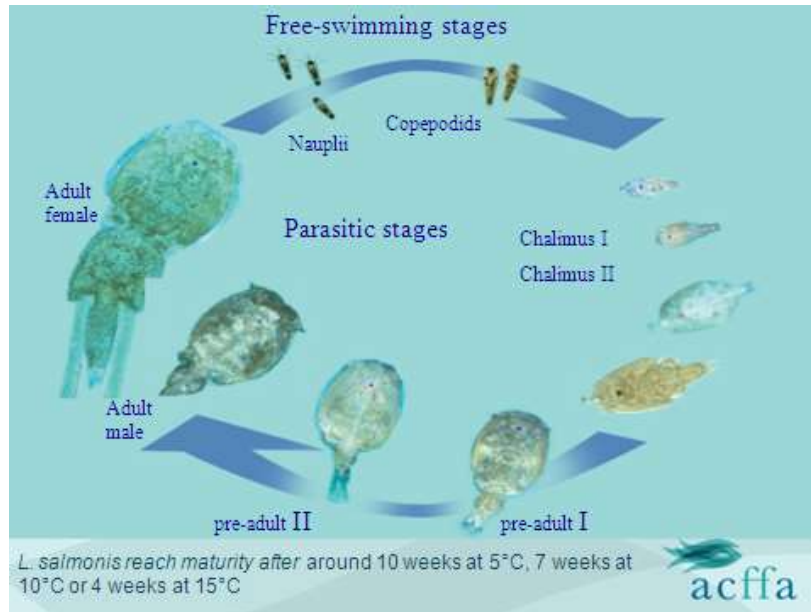 Free-swimming stages
Nauplii
Copepodids
Adult
female
Parasitic stages
Chalimus I
Chalimus II
Adult
male
pre-adult II
pre-adult I
L. salmonis reach maturity after around 10 weeks at 5°C, 7 weeks at
10°C or 4 weeks at 15°C
acffa